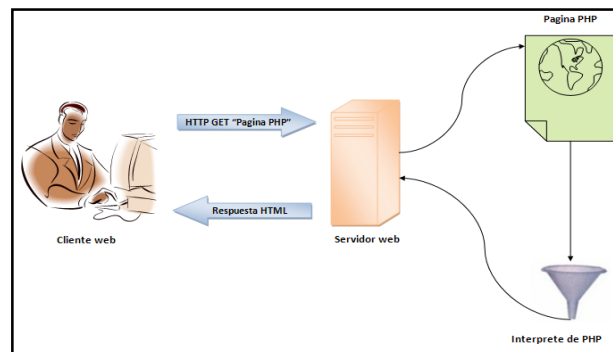 Pagina PHP
HTTP GET "Pagina PHP"
Respuesta HTML
Cliente web
Servidor web
Interprete de PHP